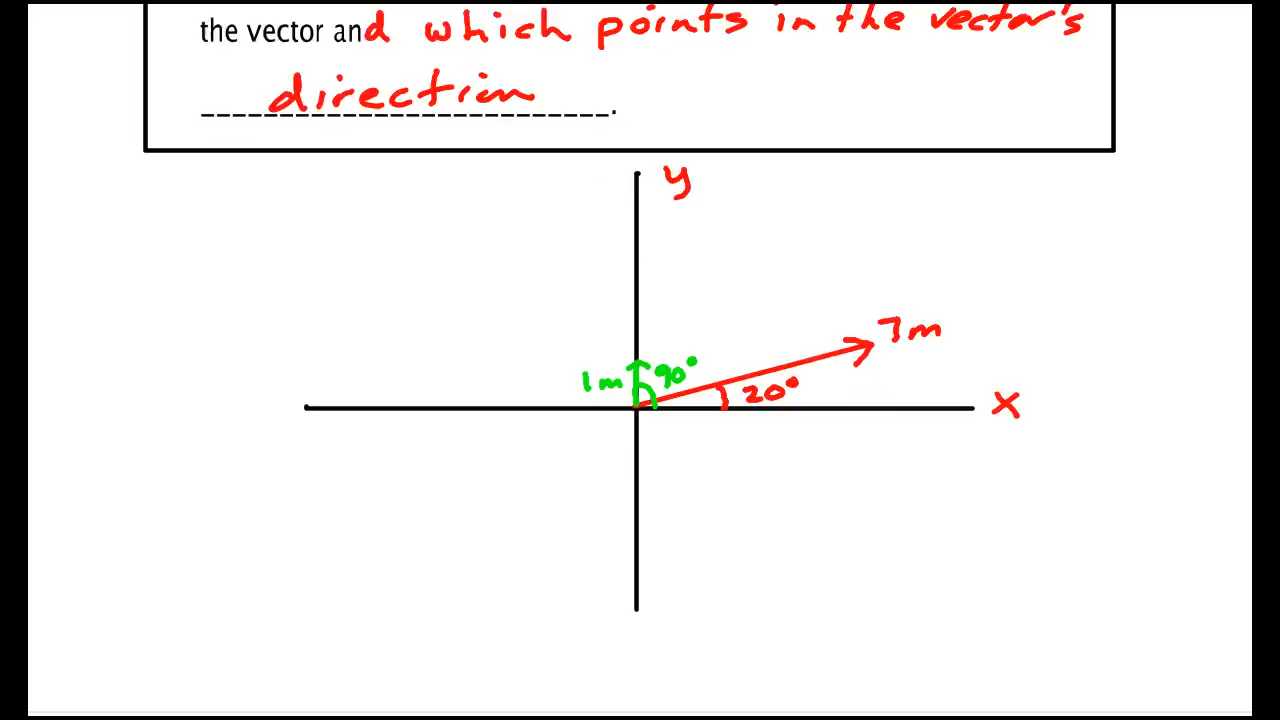 the vector and which points in the vector's
direction.
y
7m
1m 90°
20°
x